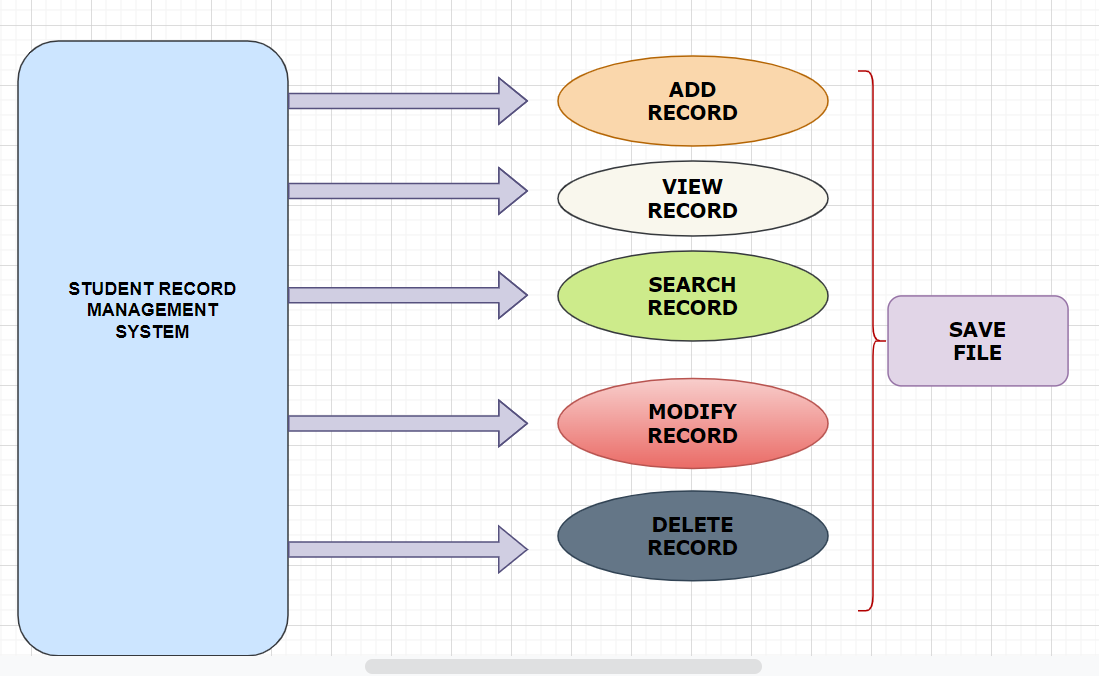 STUDENT RECORD
MANAGEMENT
SYSTEM
ADD
RECORD
VIEW
RECORD
SEARCH
RECORD
MODIFY
RECORD
DELETE
RECORD
SAVE
FILE